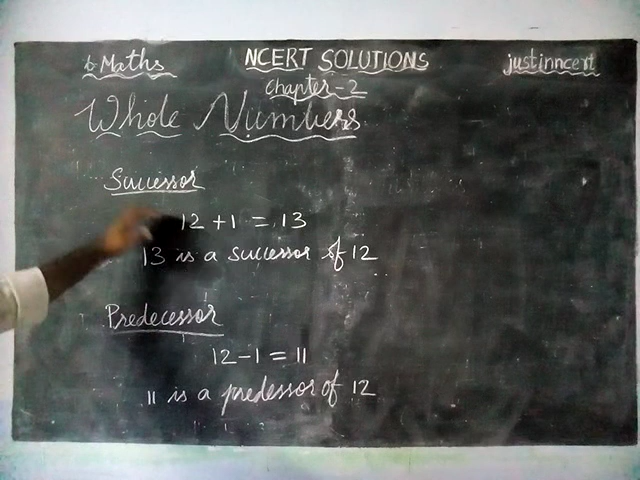 6 Maths NCERT SOLUTIONS justinncert
Chapter-2
Whole Numbers
Successor
12 + 1 = 13
13 is a successor of 12
Predecessor
12 - 1 = 11
11 is a predessor of 12